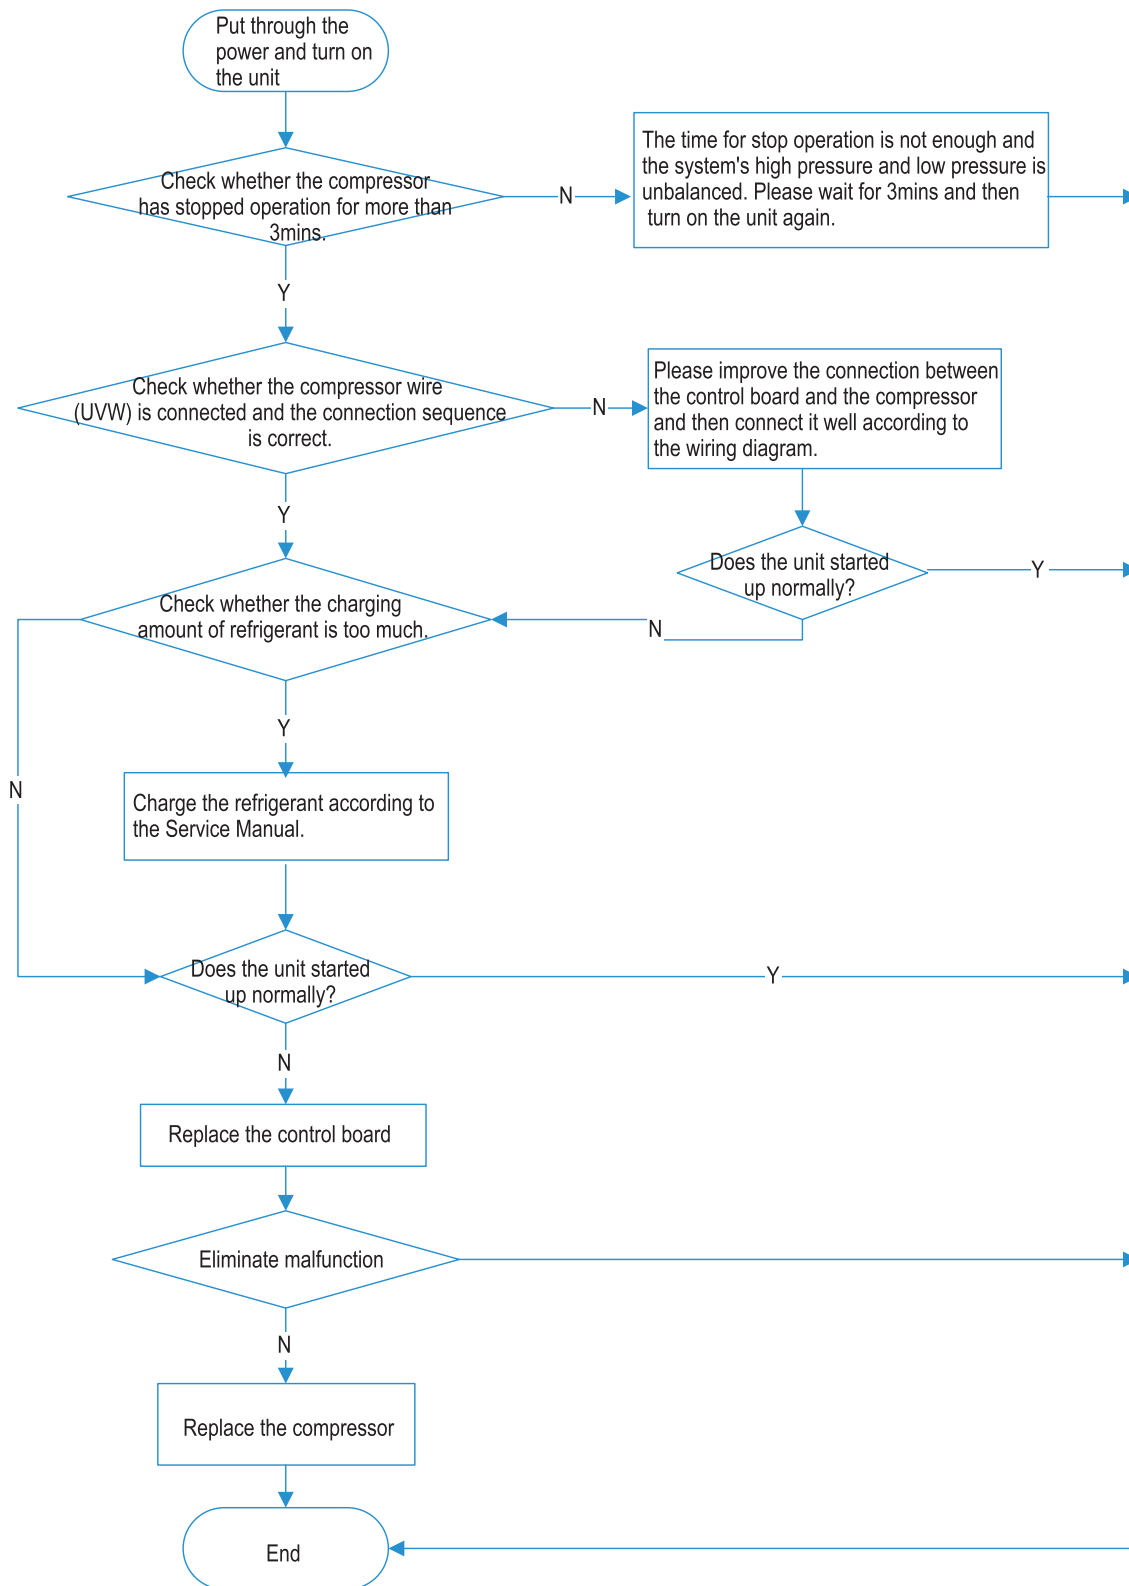 Put through the
power and turn on
the unit
Check whether the compressor
has stopped operation for more than
3mins.
N
The time for stop operation is not enough and
the system's high pressure and low pressure is
unbalanced. Please wait for 3mins and then
turn on the unit again.
Y
Check whether the compressor wire
(UVW) is connected and the connection sequence
is correct.
N
Please improve the connection between
the control board and the compressor
and then connect it well according to
the wiring diagram.
Y
Does the unit started
up normally?
Y
N
Check whether the charging
amount of refrigerant is too much.
Y
N
Charge the refrigerant according to
the Service Manual.
Does the unit started
up normally?
Y
N
Replace the control board
Eliminate malfunction
N
Replace the compressor
End